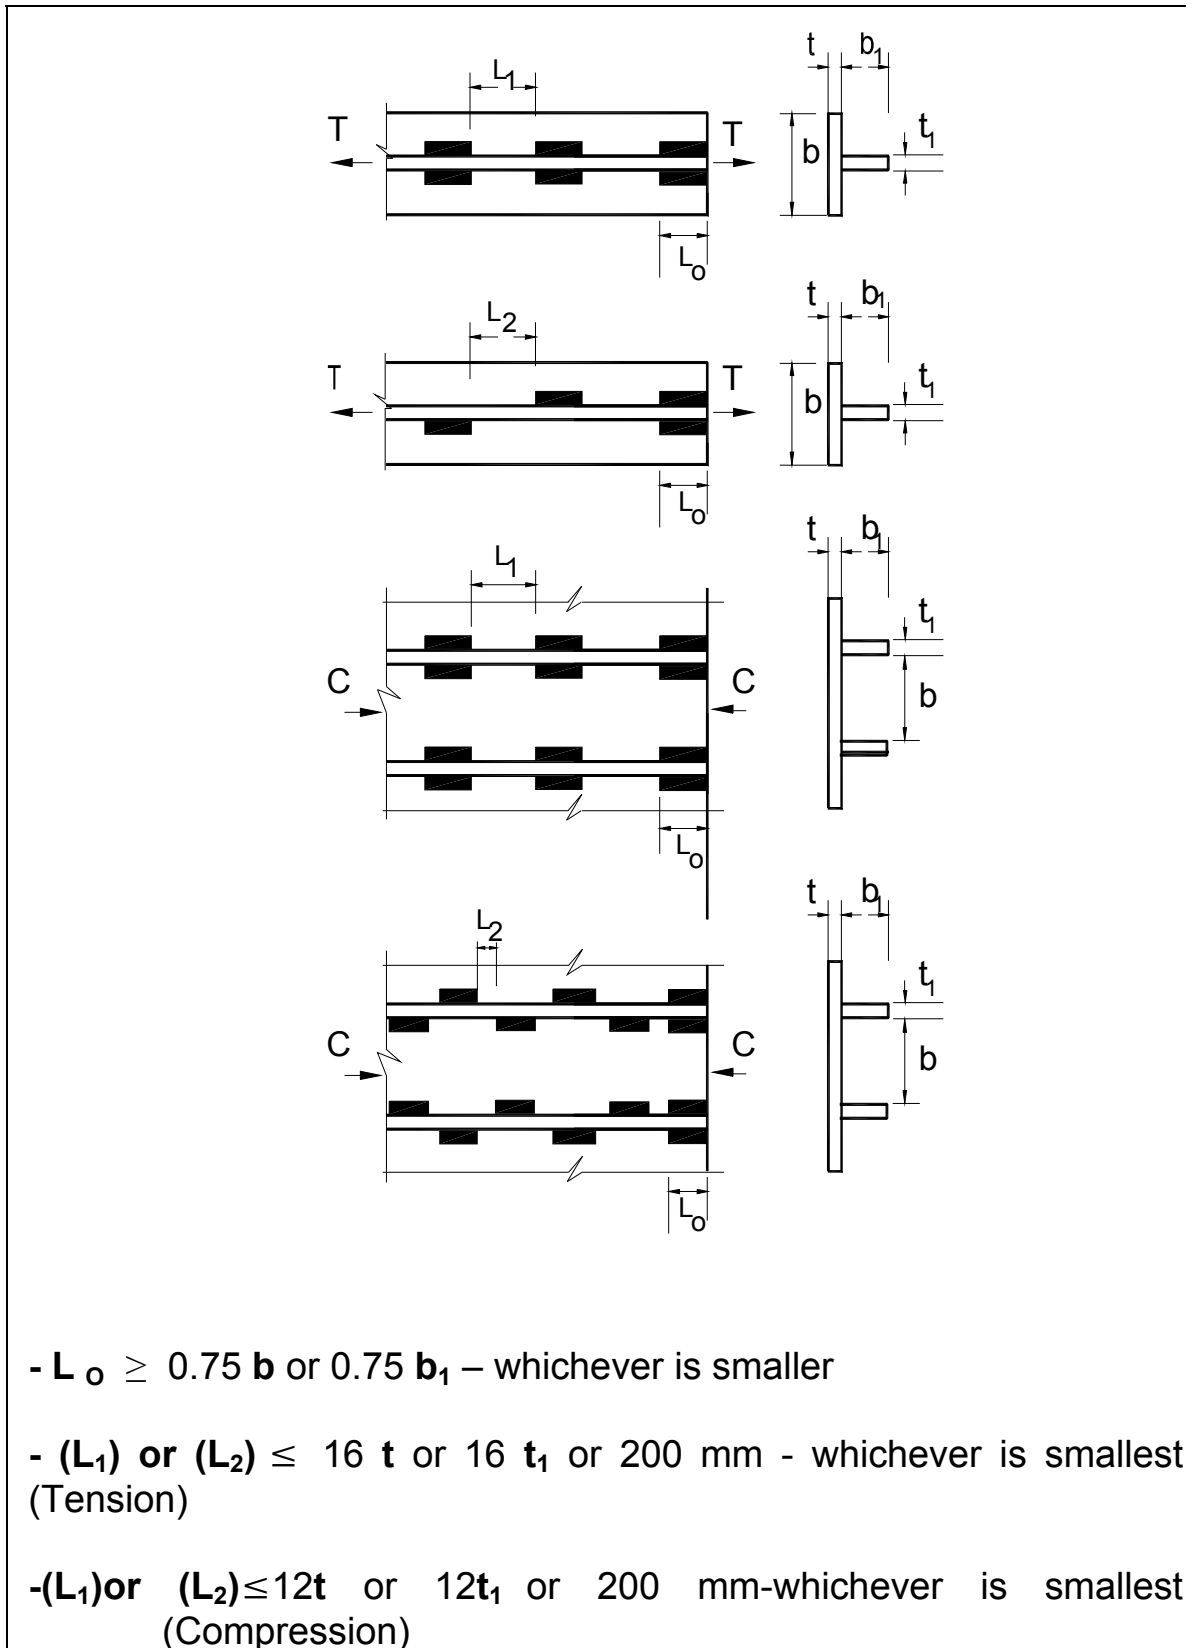 L1
t b1
T T b t1
Lo
L2
t b1
T T b t1
Lo
L1
t b1
t1
C C b
Lo
L2
t b1
t1
C C b
Lo
- L o ≥ 0.75 b or 0.75 b1 – whichever is smaller
- (L1) or (L2) ≤ 16 t or 16 t1 or 200 mm - whichever is smallest
(Tension)
-(L1)or (L2)≤12t or 12t1 or 200 mm-whichever is smallest
(Compression)